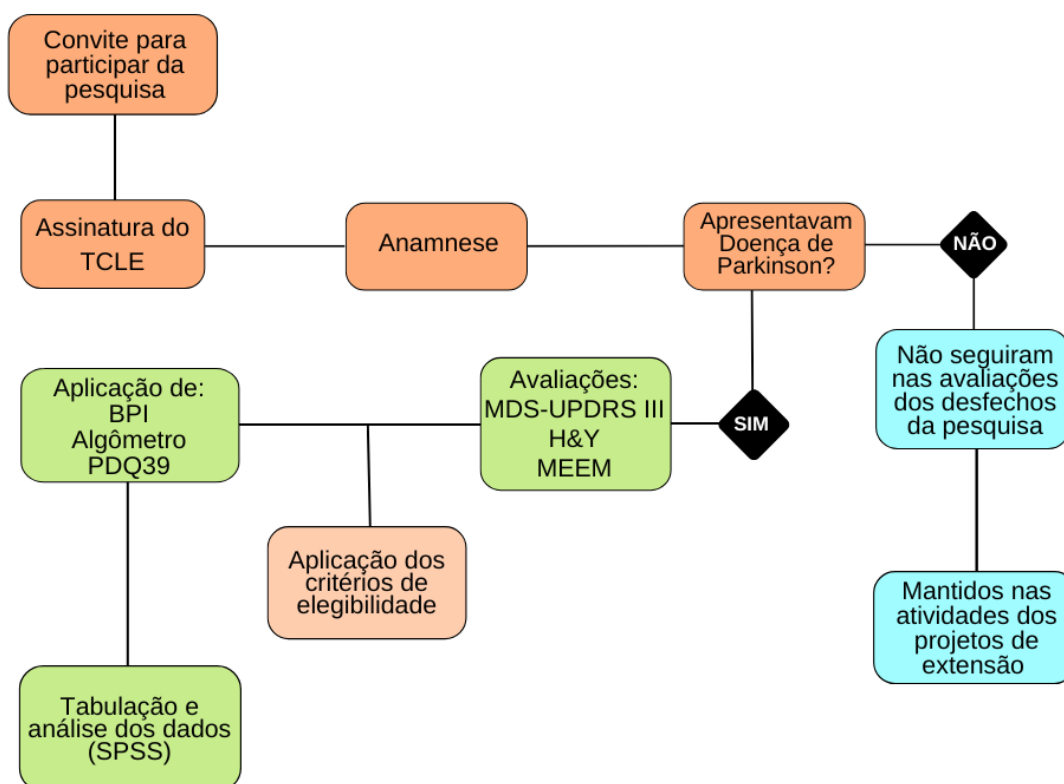 Convite para
participar da
pesquisa
Assinatura do
TCLE
Anamnese
Apresentavam
Doença de
Parkinson?
NÃO
Não seguiram
nas avaliações
dos desfechos
da pesquisa
Mantidos nas
atividades dos
projetos de
extensão
SIM
Avaliações:
MDS-UPDRS III
H&Y
MEEM
Aplicação dos
critérios de
elegibilidade
Aplicação de:
BPI
Algômetro
PDQ39
Tabulação e
análise dos dados
(SPSS)